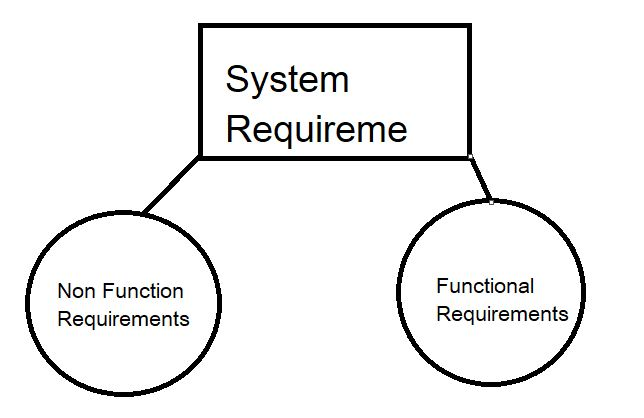 System
Requireme
Non Function
Requirements
Functional
Requirements